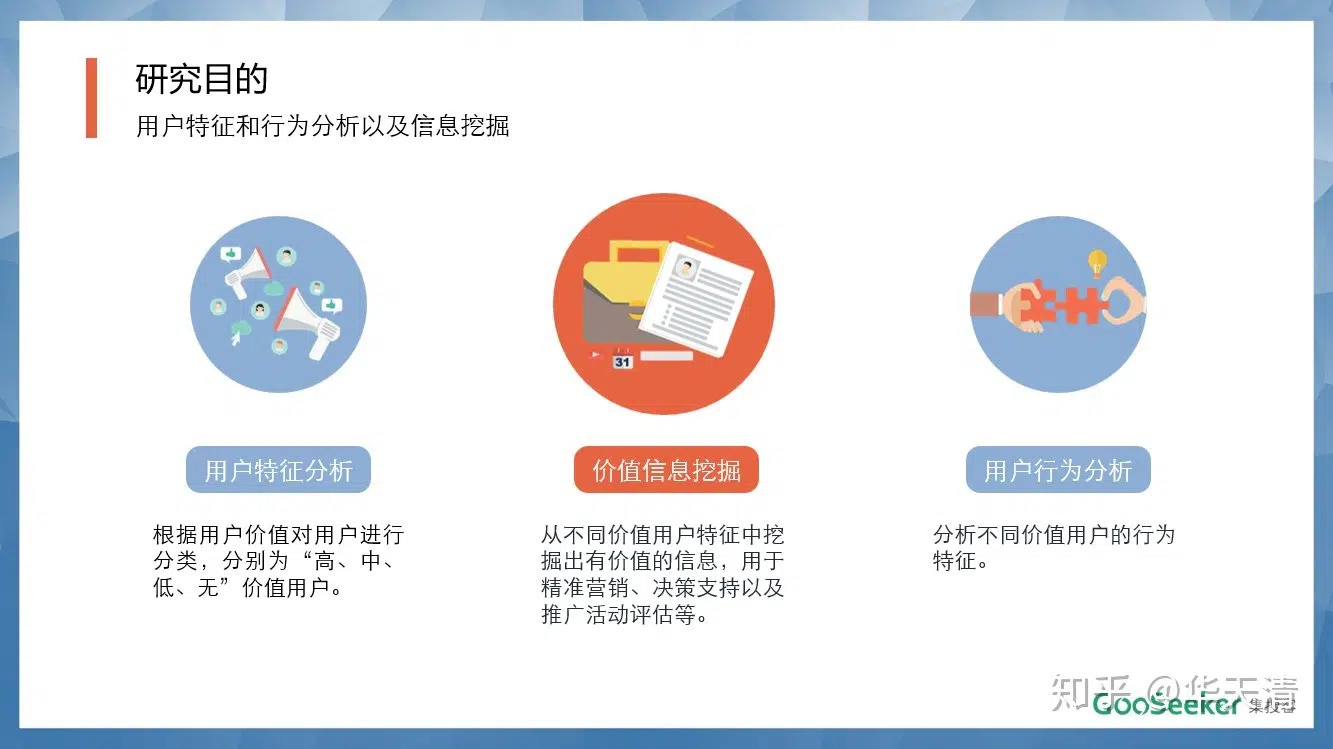 研究目的
用户特征和行为分析以及信息挖掘
31
用户特征分析
价值信息挖掘
用户行为分析
根据用户价值对用户进行
分类，分别为“高、中、
低、无”价值用户。
从不同价值用户特征中挖
掘出有价值的信息，用于
精准营销、决策支持以及
推广活动评估等。
分析不同价值用户的行为
特征。
知乎 @华天清
GooSeeker 集搜客